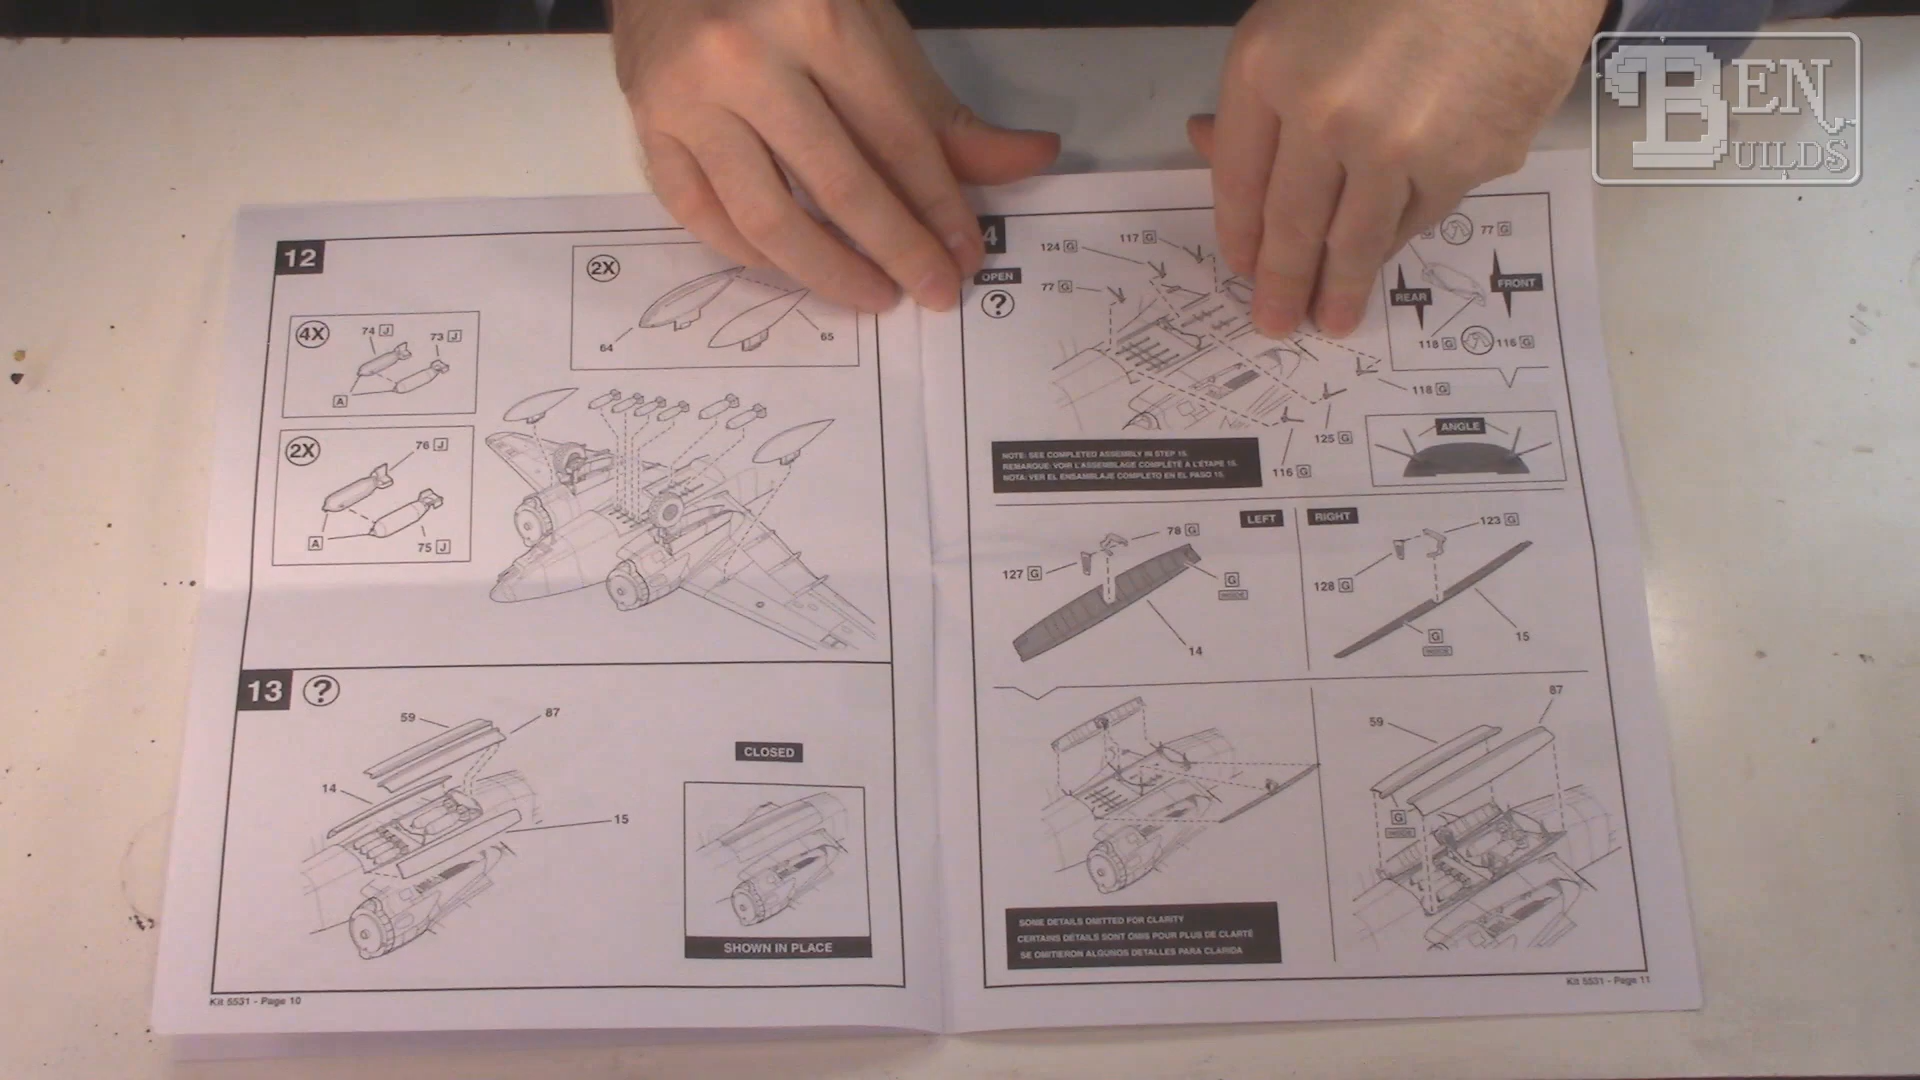 BEN
BUILDS
12
4X
74 J
73 J
A
2X
76 J
A
75 J
2X
64
65
13
?
59
87
14
15
CLOSED
SHOWN IN PLACE
Kit 5531 - Page 10
4
OPEN
?
124 G
117 G
77 G
G
77 G
REAR
FRONT
118 G
116 G
118 G
125 G
116 G
ANGLE
NOTE: SEE COMPLETED ASSEMBLY IN STEP 15.
REMARQUE: VOIR L'ASSEMBLAGE COMPLÉTÉ A L'ÉTAPE 15.
NOTA: VER EL ENSAMBLAJE COMPLETO EN EL PASO 15.
LEFT
78 G
127 G
G
INSIDE
14
RIGHT
123 G
128 G
G
INSIDE
15
SOME DETAILS OMITTED FOR CLARITY
CERTAINS DÉTAILS SONT OMIS POUR PLUS DE CLARTÉ
SE OMITIERON ALGUNOS DETALLES PARA CLARIDA
59
87
G
INSIDE
Kit 5531 - Page 11